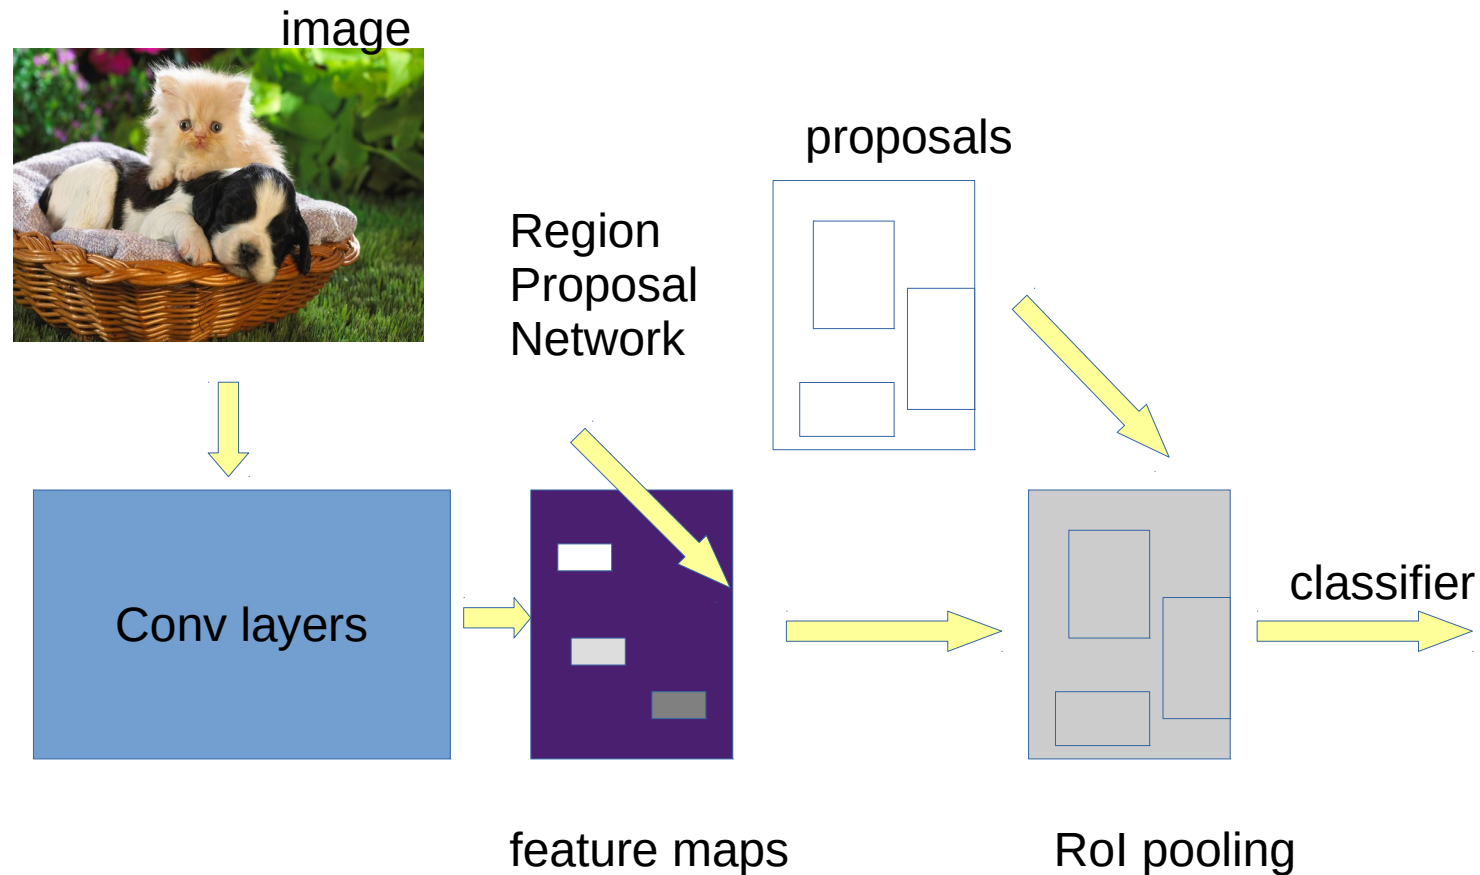 image
proposals
Region
Proposal
Network
Conv layers
classifier
feature maps
RoI pooling